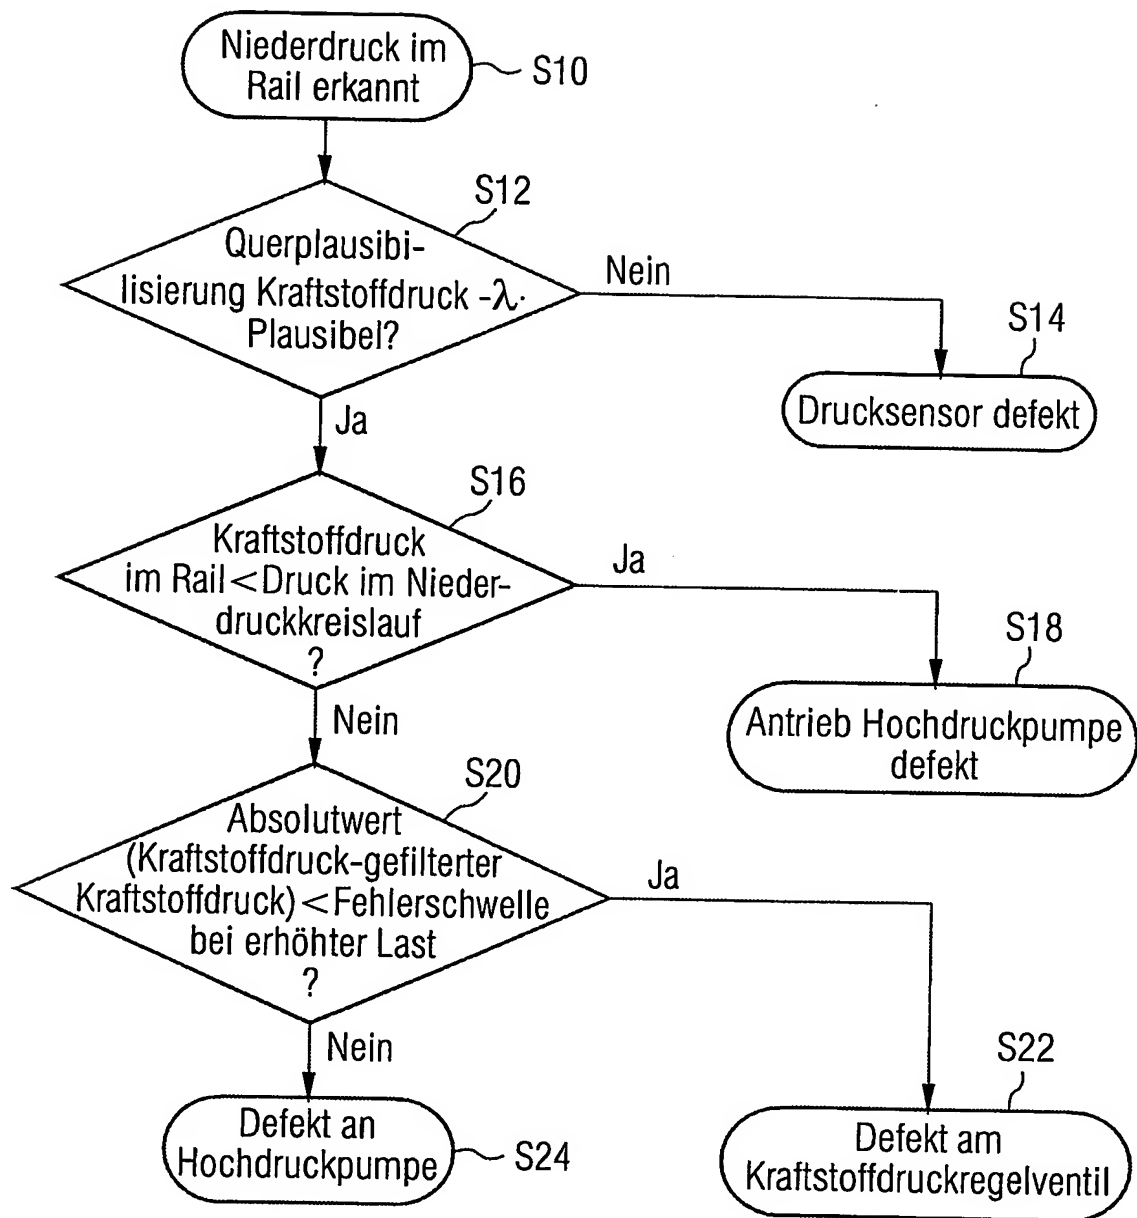 Niederdruck im
Rail erkannt
S10
S12
Querplausibi-
lisierung Kraftstoffdruck -λ·
Plausibel?
Nein
S14
Drucksensor defekt
Ja
S16
Kraftstoffdruck
im Rail<Druck im Nieder-
druckkreislauf
?
Ja
S18
Antrieb Hochdruckpumpe
defekt
Nein
S20
Absolutwert
(Kraftstoffdruck-gefilterter
Kraftstoffdruck)<Fehlerschwelle
bei erhöhter Last
?
Ja
S22
Defekt am
Kraftstoffdruckregelventil
Nein
Defekt an
Hochdruckpumpe
S24